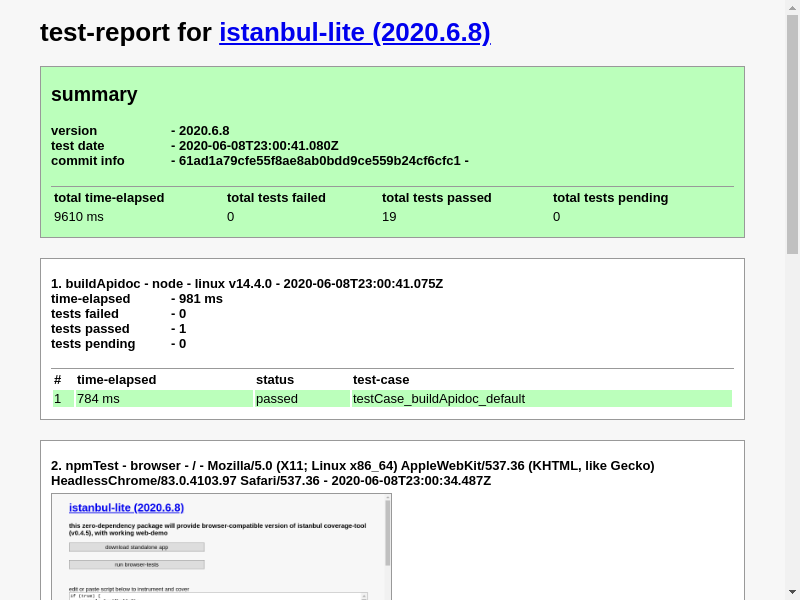 test-report for istanbul-lite (2020.6.8)
summary
version - 2020.6.8
test date - 2020-06-08T23:00:41.080Z
commit info - 61ad1a79cfe55f8ae8ab0bdd9ce559b24cf6cfc1 -
total time-elapsed total tests failed total tests passed total tests pending
9610 ms 0 19 0
1. buildApidoc - node - linux v14.4.0 - 2020-06-08T23:00:41.075Z
time-elapsed - 981 ms
tests failed - 0
tests passed - 1
tests pending - 0
# time-elapsed status test-case
1 784 ms passed testCase_buildApidoc_default
2. npmTest - browser - / - Mozilla/5.0 (X11; Linux x86_64) AppleWebKit/537.36 (KHTML, like Gecko)
HeadlessChrome/83.0.4103.97 Safari/537.36 - 2020-06-08T23:00:34.487Z
istanbul-lite (2020.6.8)
this zero-dependency package will provide browser-compatible version of istanbul coverage-tool
(v0.4.5), with working web-demo
download standalone app
run browser-tests
edit or paste script below to instrument and cover
if (true) {